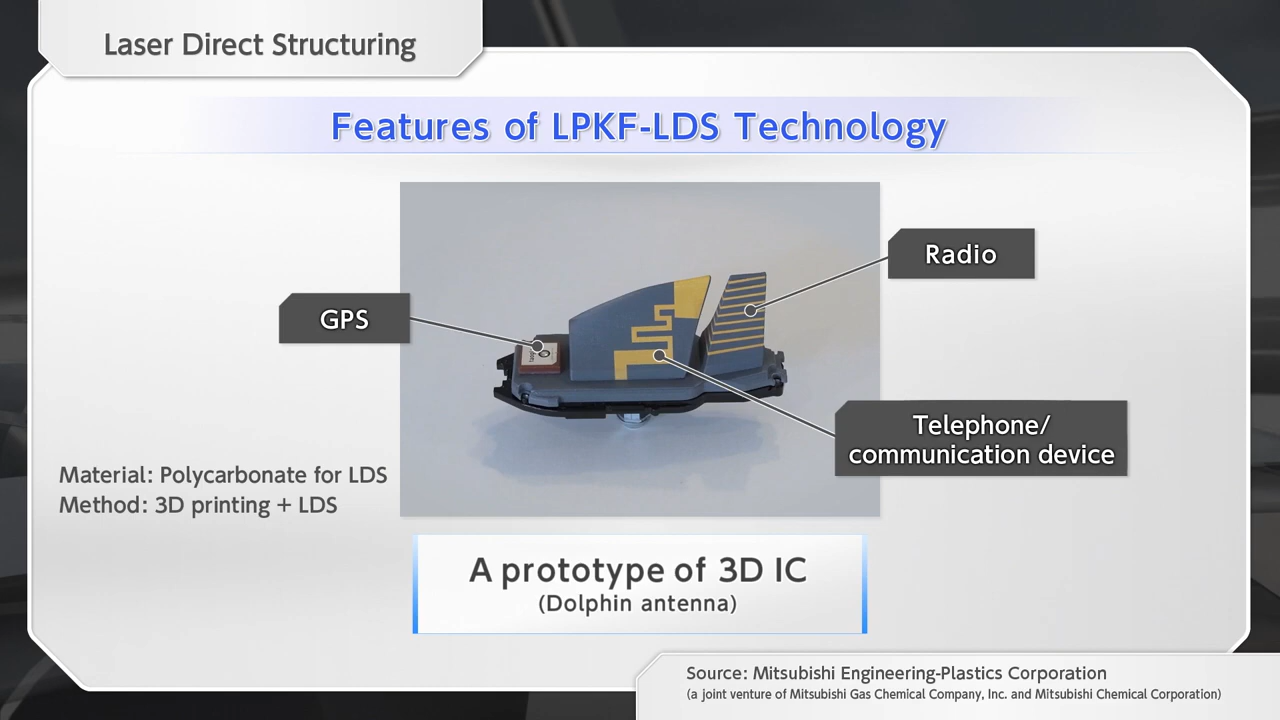 Laser Direct Structuring
Features of LPKF-LDS Technology
Radio
GPS
Telephone/
communication device
Material: Polycarbonate for LDS
Method: 3D printing + LDS
A prototype of 3D IC
(Dolphin antenna)
Source: Mitsubishi Engineering-Plastics Corporation
(a joint venture of Mitsubishi Gas Chemical Company, Inc. and Mitsubishi Chemical Corporation)